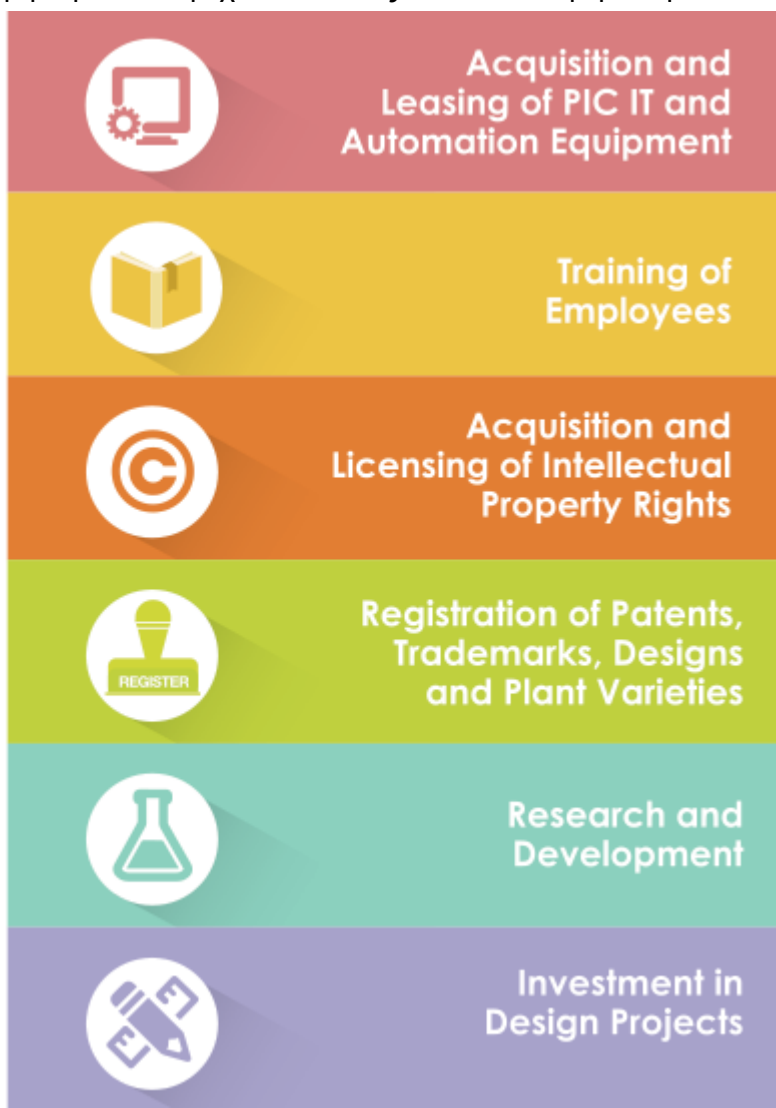 Acquisition and
Leasing of PIC IT and
Automation Equipment
Training of
Employees
Acquisition and
Licensing of Intellectual
Property Rights
REGISTER
Registration of Patents,
Trademarks, Designs
and Plant Varieties
Research and
Development
Investment in
Design Projects